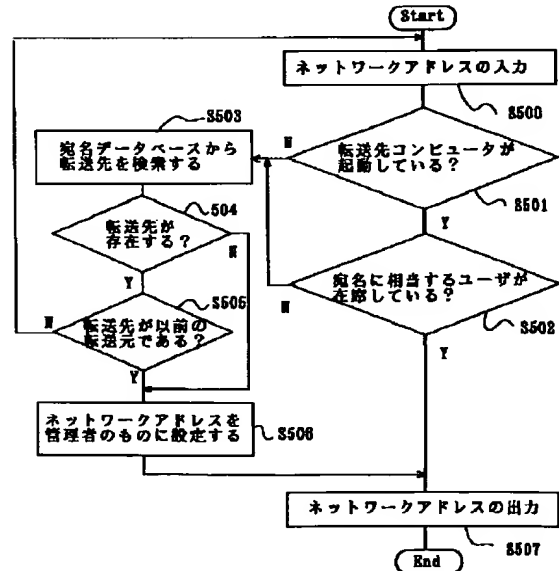 Start
ネットワークアドレスの入力
S500
転送先コンピュータが
起動している?
N
S501
Y
S503
宛名データベースから
転送先を検索する
504
転送先が
存在する?
N
Y
宛名に相当するユーザが
在席している?
N
S502
Y
S505
転送先が以前の
転送元である?
N
Y
ネットワークアドレスを
管理者のものに設定する
S506
ネットワークアドレスの出力
S507
End